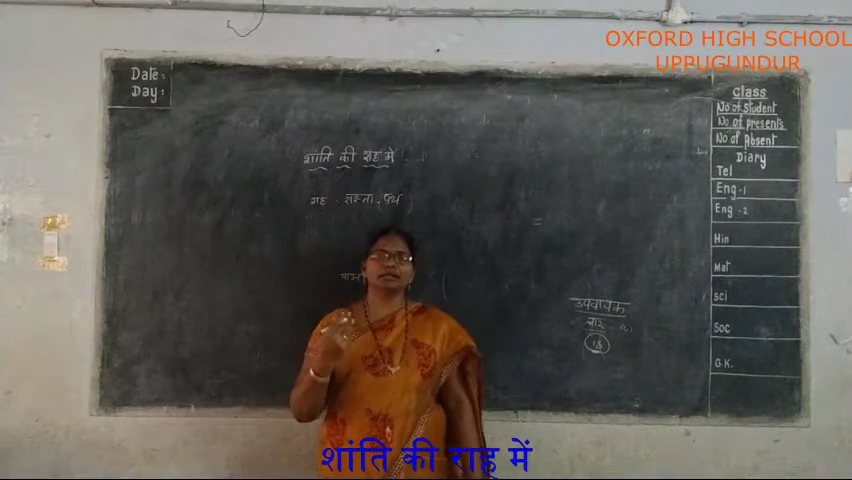 OXFORD HIGH SCHOOL
UPPUGUNDUR
Date:
Day:
Class
No of student
No of presents
No of Absent
Diary
Tel
Eng-1
Eng-2
Hin
Mat
Sci
Soc
G.K.
शांति की राह में
राह - रास्ता, पथ
=
उपवाचक
चार
शांति की राह में